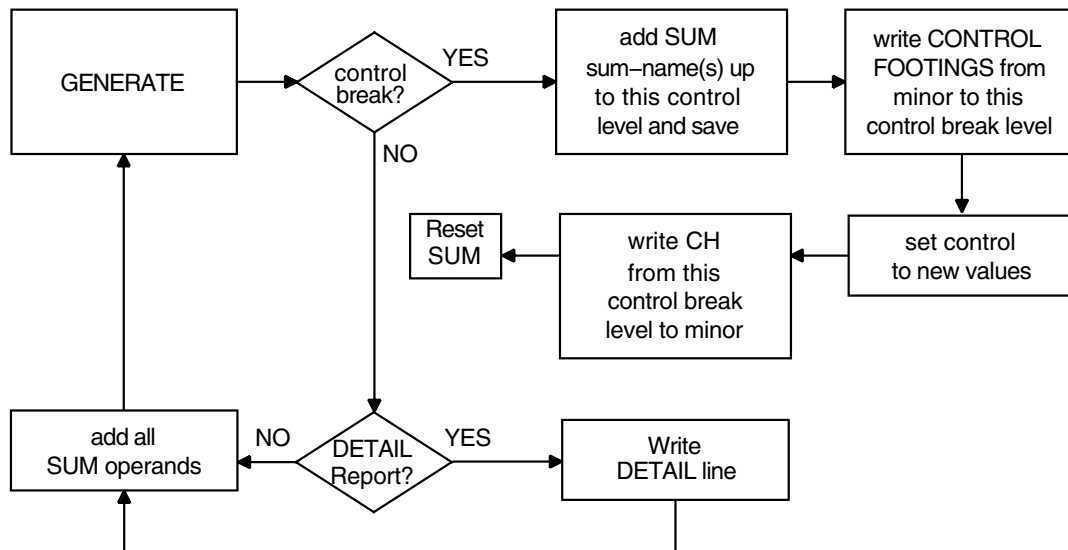 GENERATE
control
break?
YES
NO
add SUM
sum–name(s) up
to this control
level and save
write CONTROL
FOOTINGS from
minor to this
control break level
set control
to new values
write CH
from this
control break
level to minor
Reset
SUM
DETAIL
Report?
NO
YES
add all
SUM operands
Write
DETAIL line